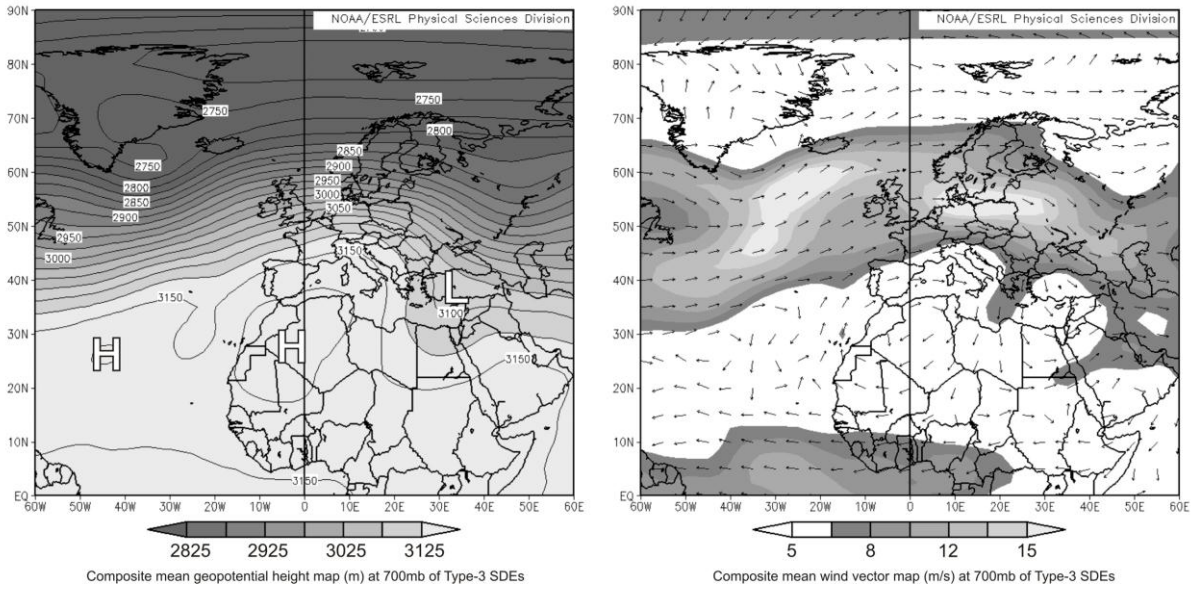 NOAA/ESRL Physical Sciences Division
90N
80N
70N
60N
50N
40N
30N
20N
10N
EQ
2750
2750
2800
2750
2850
2900
2950
3000
3050
2800
2850
2900
2950
3000
3150
3150
L
3100
H
H
3150
3150
60W 50W 40W 30W 20W 10W 0 10E 20E 30E 40E 50E 60E
2825 2925 3025 3125
Composite mean geopotential height map (m) at 700mb of Type-3 SDEs
NOAA/ESRL Physical Sciences Division
90N
80N
70N
60N
50N
40N
30N
20N
10N
EQ
60W 50W 40W 30W 20W 10W 0 10E 20E 30E 40E 50E 60E
5 8 12 15
Composite mean wind vector map (m/s) at 700mb of Type-3 SDEs